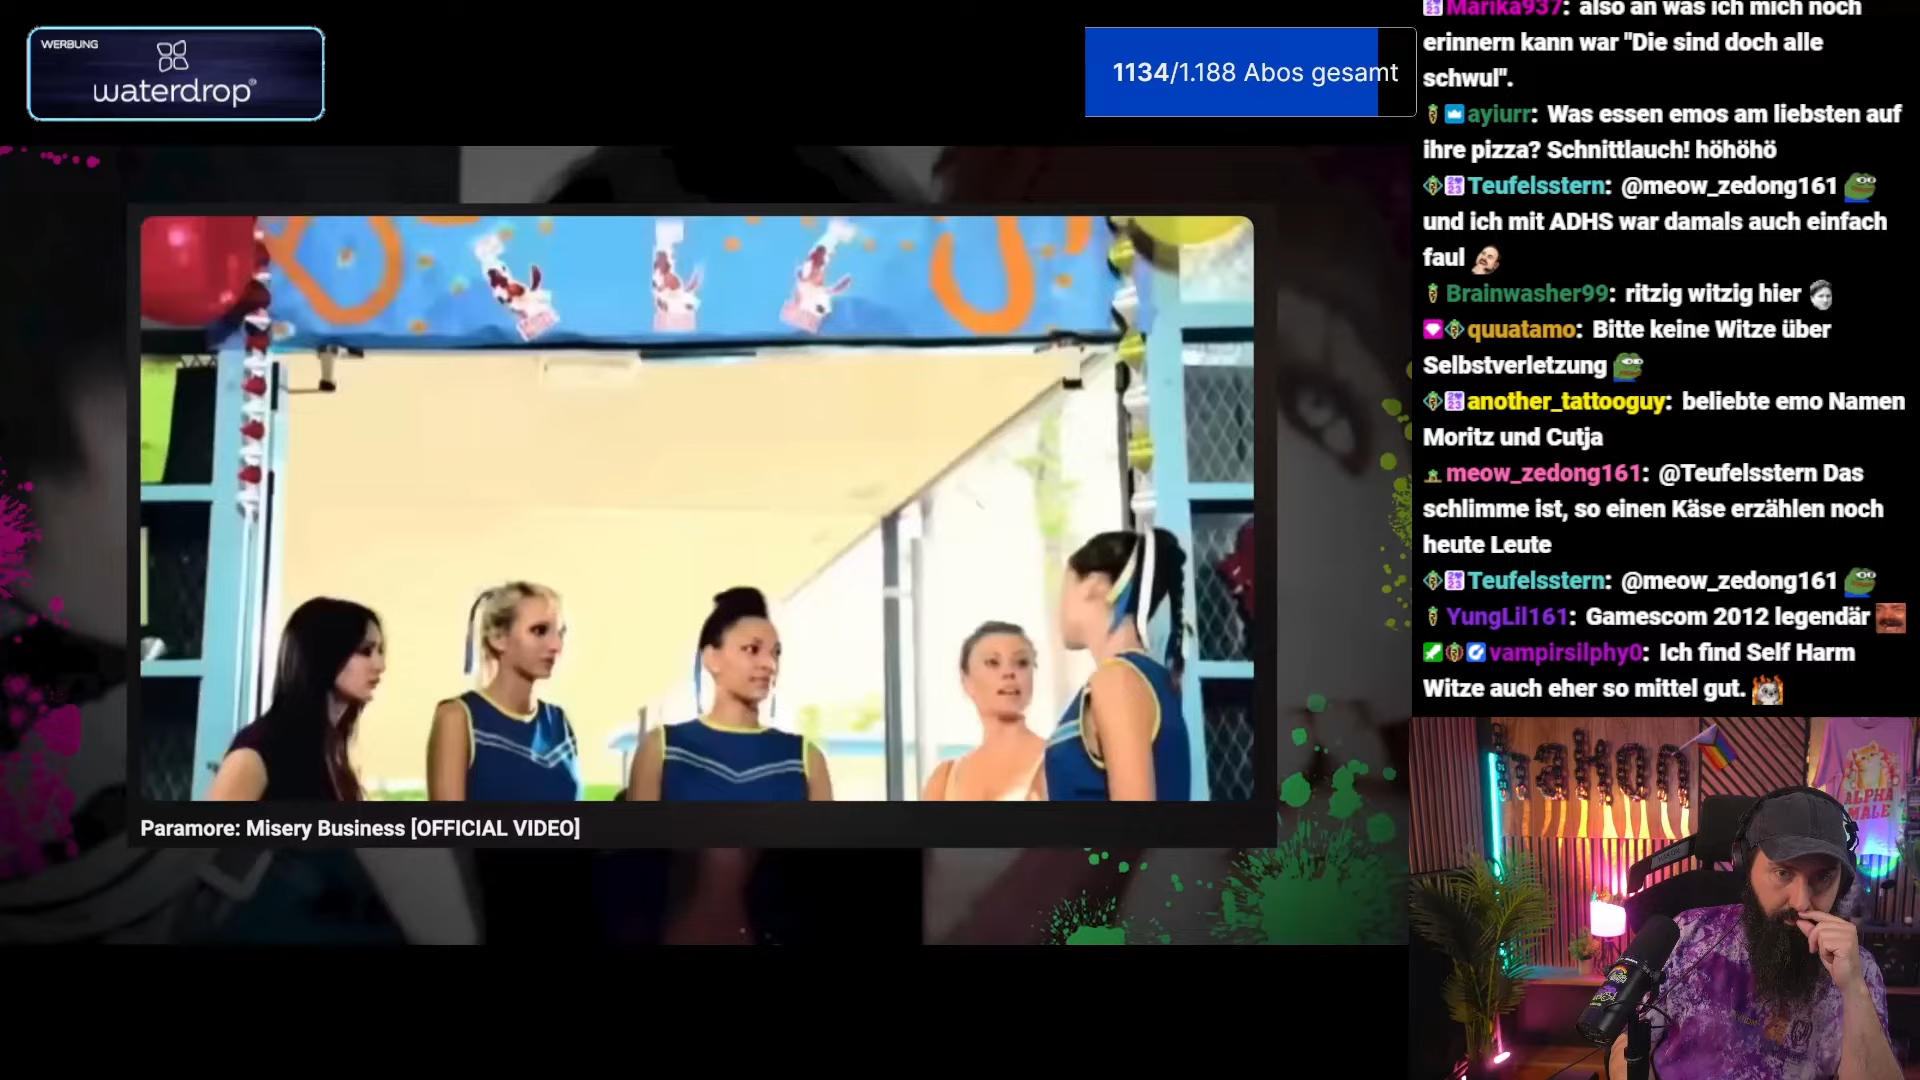 WERBUNG
waterdrop®
1134/1.188 Abos gesamt
Paramore: Misery Business [OFFICIAL VIDEO]
Marika937: also an was ich mich noch
erinnern kann war "Die sind doch alle
schwul".
ayiurr: Was essen emos am liebsten auf
ihre pizza? Schnittlauch! höhöhö
Teufelsstern: @meow_zedong161
und ich mit ADHS war damals auch einfach
faul
Brainwasher99: ritzig witzig hier
quuatamo: Bitte keine Witze über
Selbstverletzung
another_tattooguy: beliebte emo Namen
Moritz und Cutja
meow_zedong161: @Teufelsstern Das
schlimme ist, so einen Käse erzählen noch
heute Leute
Teufelsstern: @meow_zedong161
YungLil161: Gamescom 2012 legendär
vampirsilphy0: Ich find Self Harm
Witze auch eher so mittel gut.
hakon
ALPHA
MALE